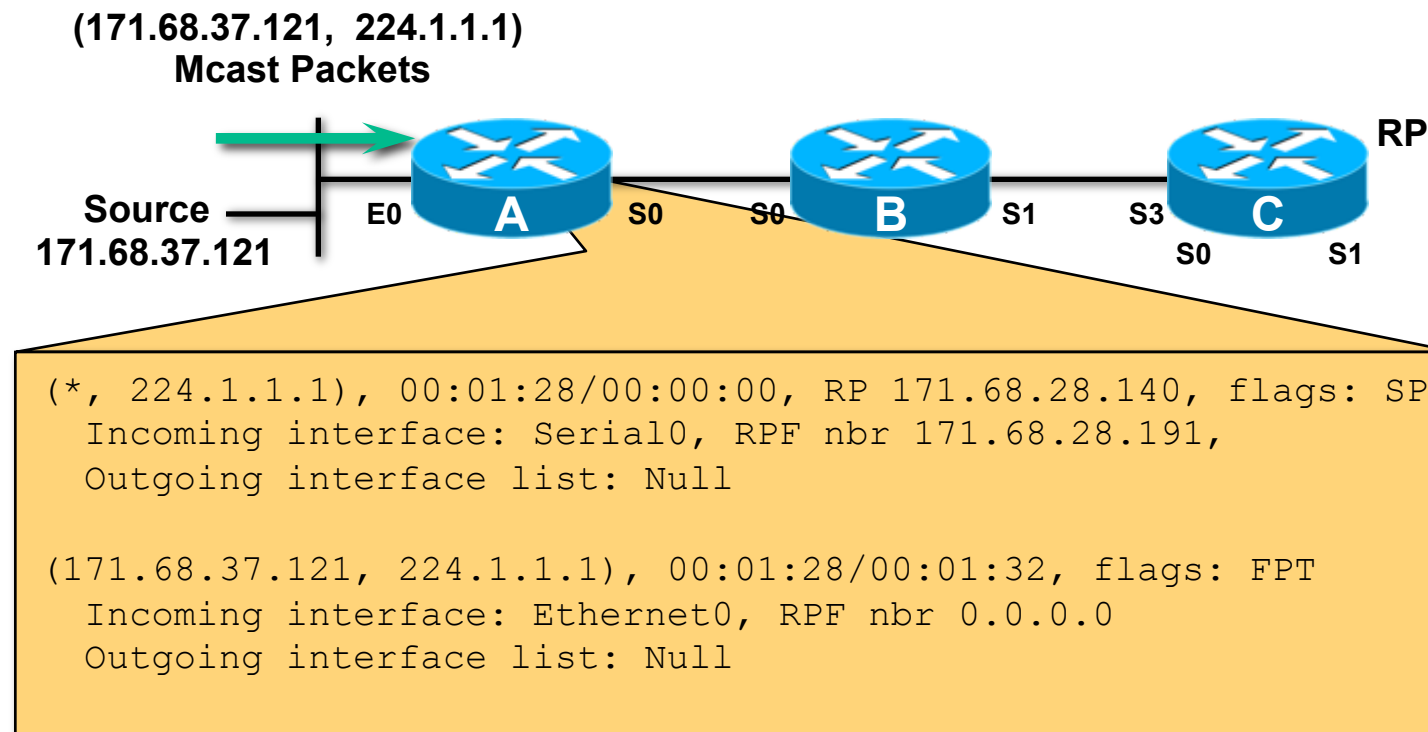 (171.68.37.121, 224.1.1.1)
Mcast Packets
RP
Source
171.68.37.121
E0
A
S0
S0
B
S1
S3
C
S0
S1
(*, 224.1.1.1), 00:01:28/00:00:00, RP 171.68.28.140, flags: SP
Incoming interface: Serial0, RPF nbr 171.68.28.191,
Outgoing interface list: Null
(171.68.37.121, 224.1.1.1), 00:01:28/00:01:32, flags: FPT
Incoming interface: Ethernet0, RPF nbr 0.0.0.0
Outgoing interface list: Null